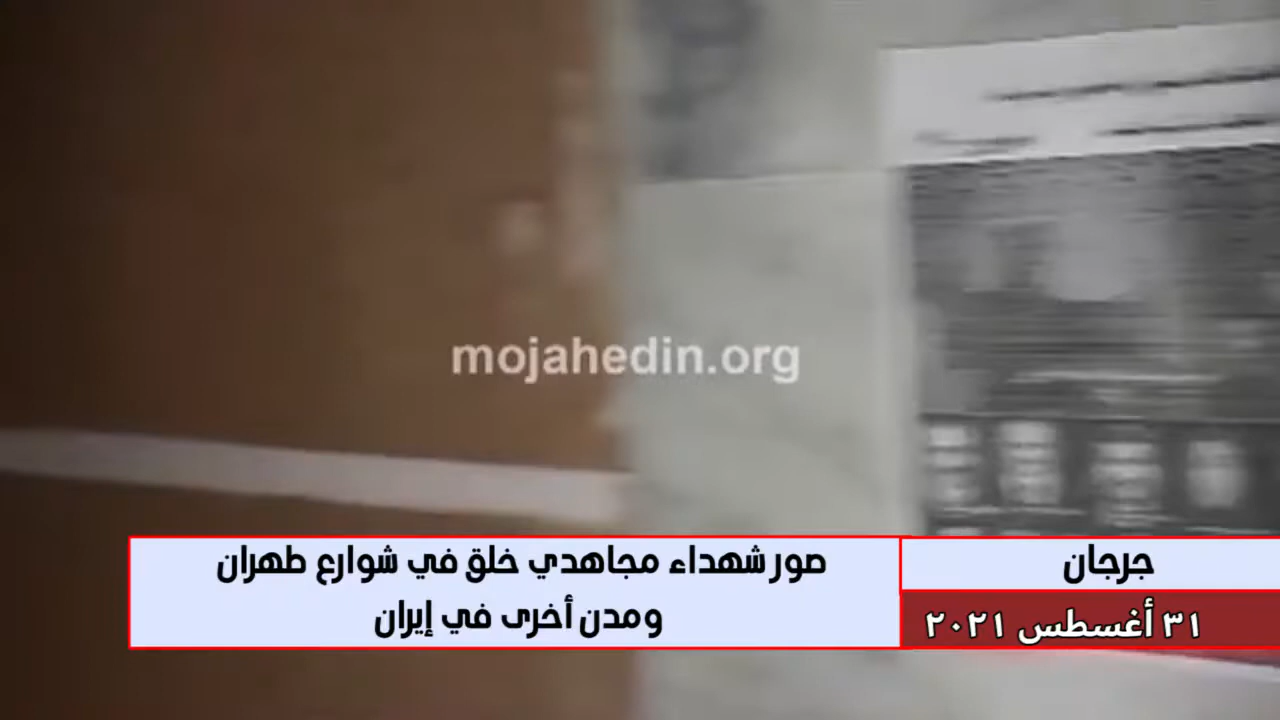 mojahedin.org
جرجان
صور شهداء مجاهدي خلق في شوارع طهران
ومدن أخرى في إيران
٣١ أغسطس ٢٠٢١